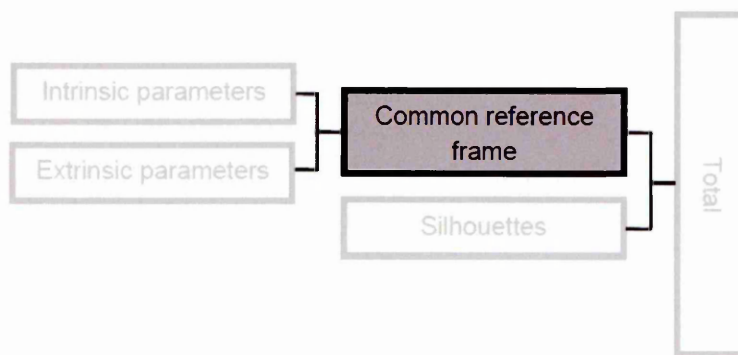 Intrinsic parameters
Extrinsic parameters
Common reference
frame
Silhouettes
Total